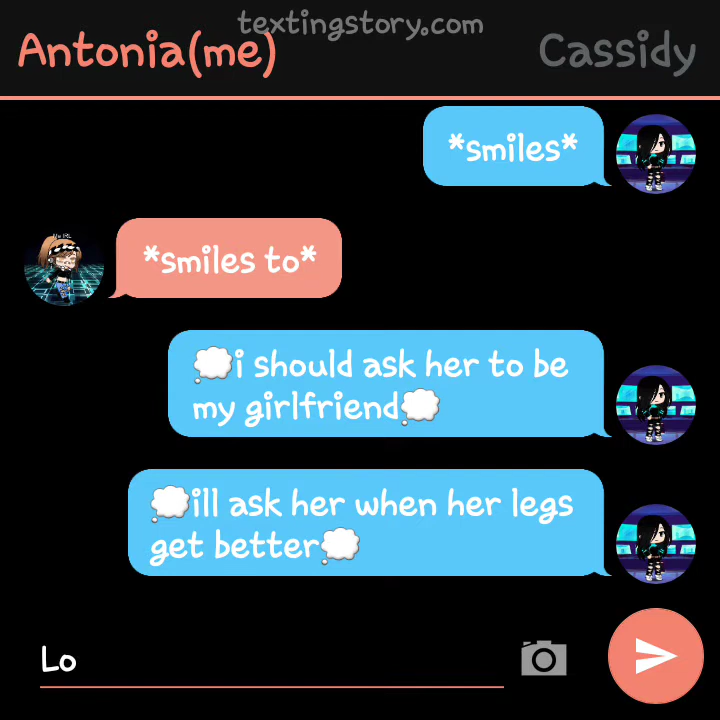 textingstory.com
Antonia(me)
Cassidy
*smiles*
*smiles to*
💭i should ask her to be
my girlfriend💭
💭ill ask her when her legs
get better💭
Lo